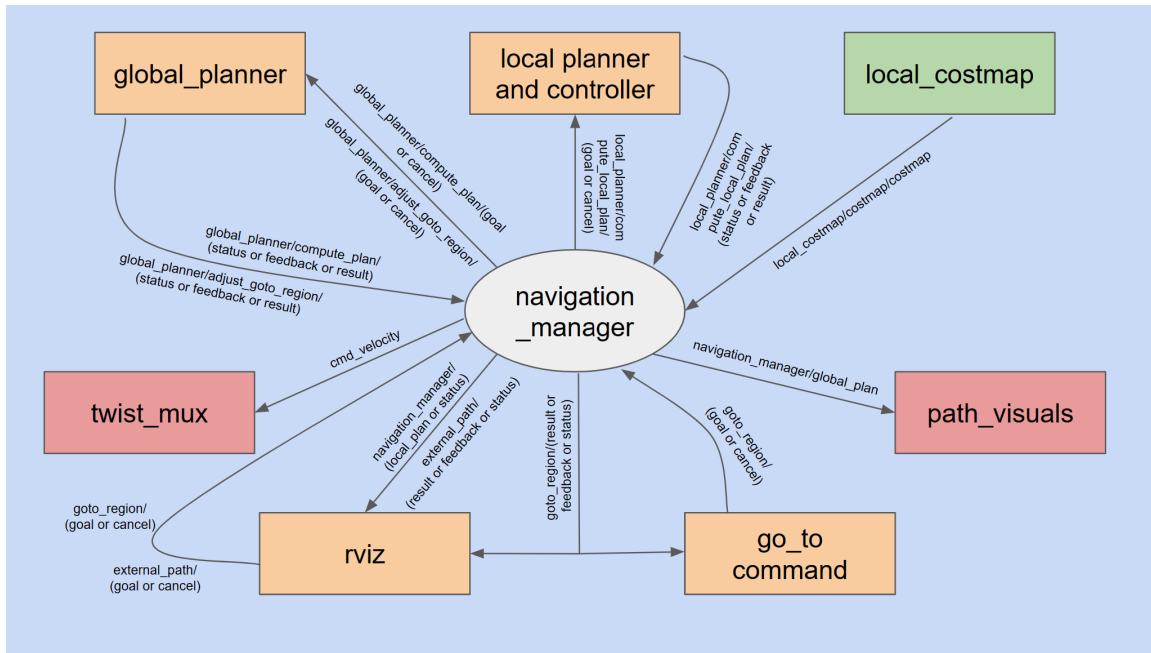 global_planner
local planner
and controller
local_costmap
global_planner/compute_plan/(goal
or cancel)
global_planner/adjust_goto_region/
(goal or cancel)
local_planner/com
pute_local_plan/
(goal or cancel)
local_planner/com
pute_local_plan/
(status or feedback
or result)
local_costmap/costmap/costmap
global_planner/compute_plan/
(status or feedback or result)
global_planner/adjust_goto_region/
(status or feedback or result)
navigation
_manager
cmd_velocity
navigation_manager/global_plan
twist_mux
path_visuals
navigation_manager/
(local_plan or status)
external_path/
(result or feedback or status)
goto_region/(result or
feedback or status)
goto_region/
(goal or cancel)
goto_region/
(goal or cancel)
external_path/
(goal or cancel)
rviz
go_to
command